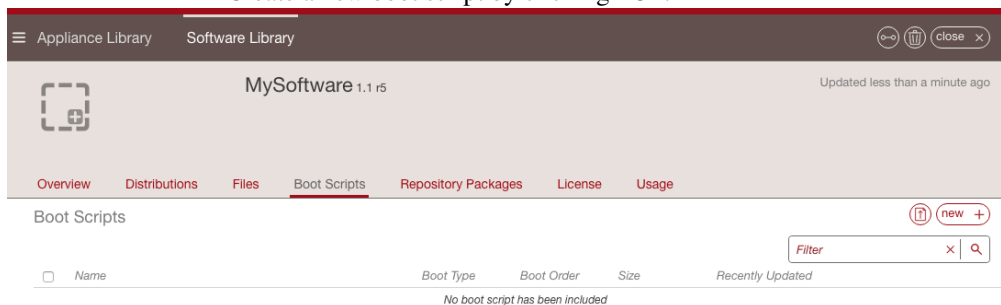 Appliance Library Software Library close ×
MySoftware 1.1 r5 Updated less than a minute ago
Overview Distributions Files Boot Scripts Repository Packages License Usage
Boot Scripts new +
Filter ×
Name Boot Type Boot Order Size Recently Updated
No boot script has been included